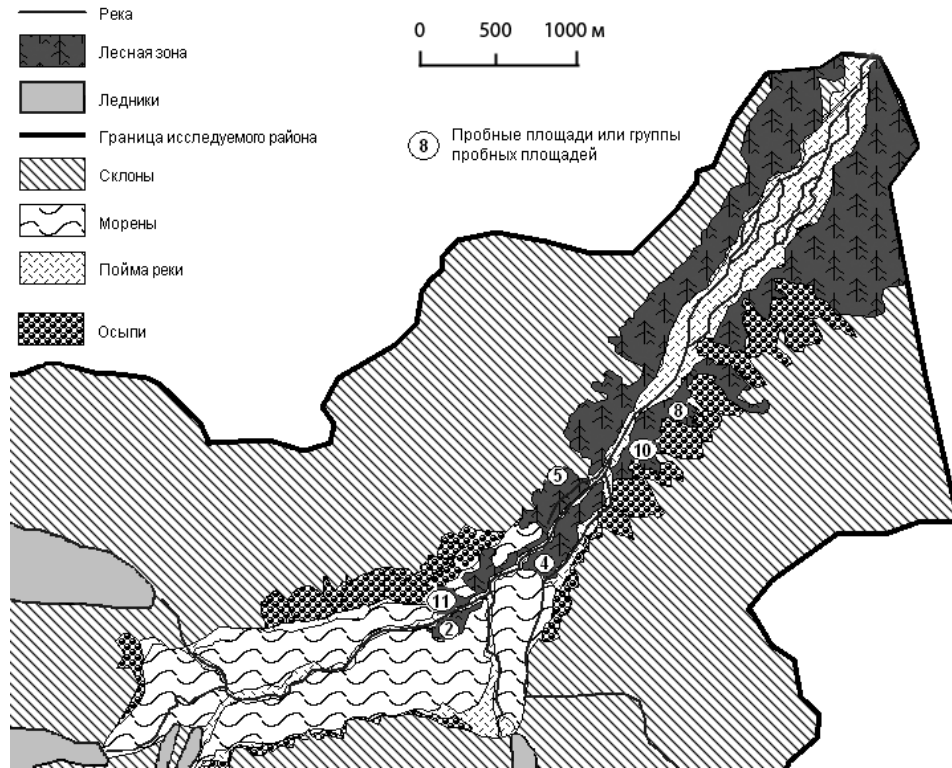 Река
Лесная зона
Ледники
Граница исследуемого района
Склоны
Морены
Пойма реки
Осыпи
0 500 1000 м
8 Пробные площади или группы
пробных площадей
8
10
5
4
11
2